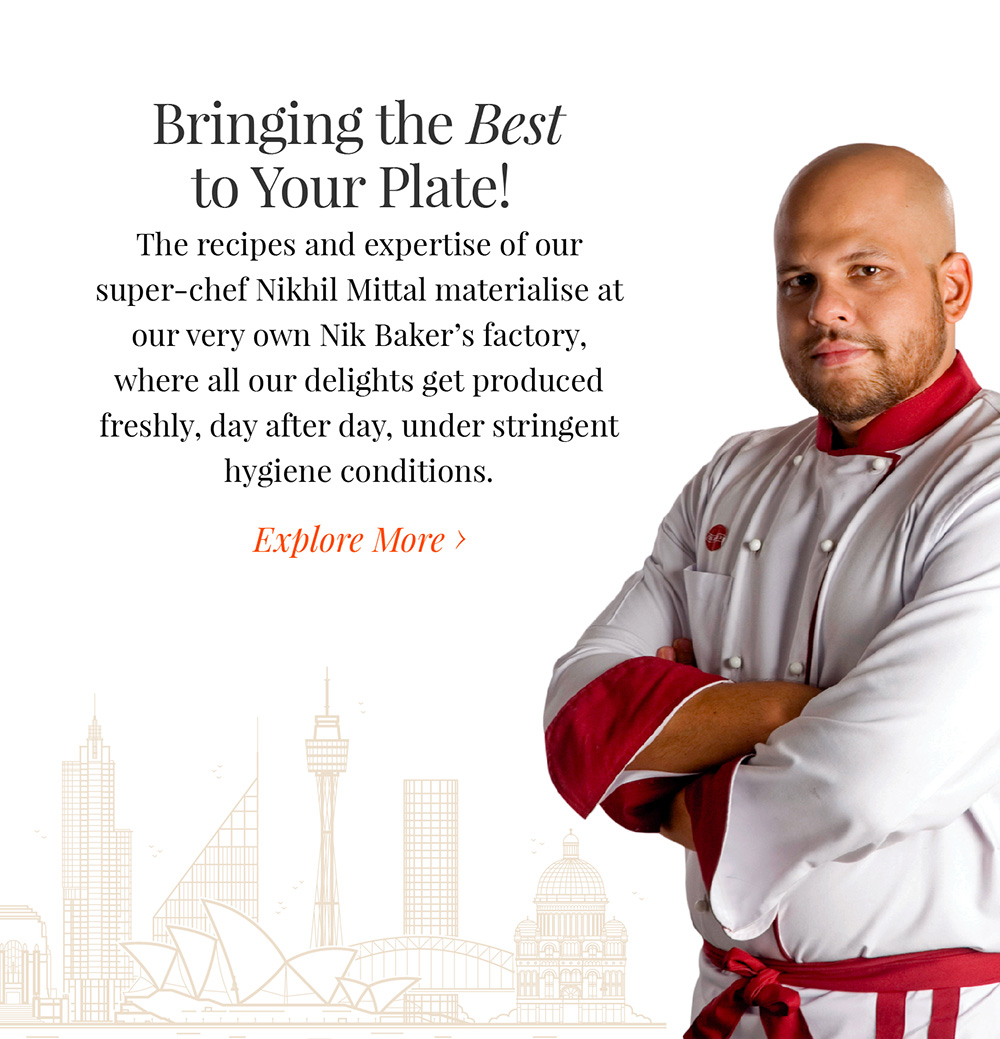 Bringing the Best
to Your Plate!
The recipes and expertise of our
super-chef Nikhil Mittal materialise at
our very own Nik Baker’s factory,
where all our delights get produced
freshly, day after day, under stringent
hygiene conditions.
Explore More ›